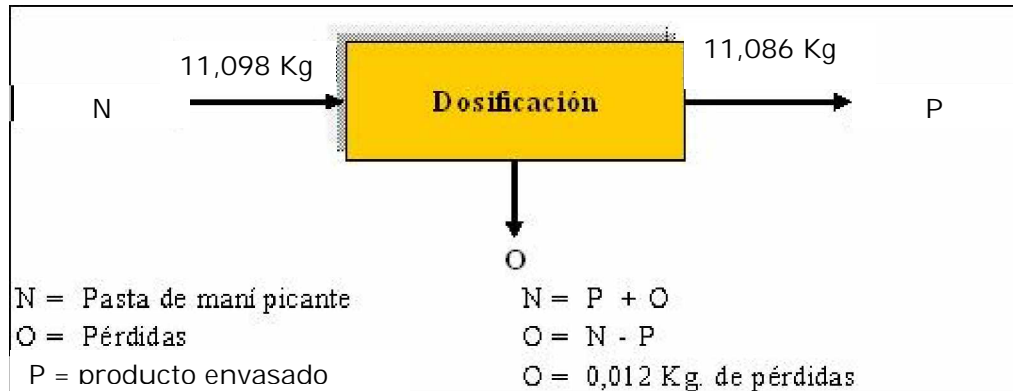 11,098 Kg
11,086 Kg
N
Dosificación
P
O
N = Pasta de maní picante
N = P + O
O = Pérdidas
O = N - P
P = producto envasado
O = 0,012 Kg. de pérdidas